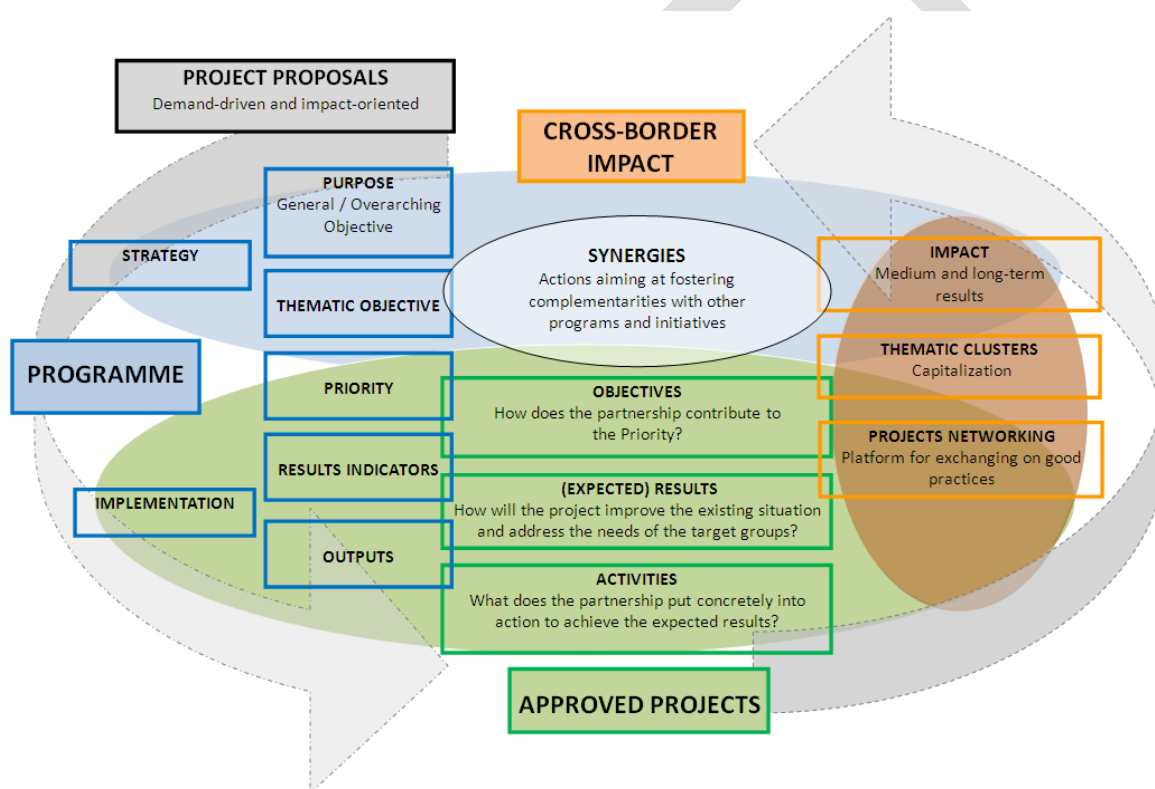 PROJECT PROPOSALS
Demand-driven and impact-oriented
CROSS-BORDER
IMPACT
PURPOSE
General / Overarching
Objective
STRATEGY
THEMATIC OBJECTIVE
SYNERGIES
Actions aiming at fostering
complementarities with other
programs and initiatives
IMPACT
Medium and long-term
results
PROGRAMME
PRIORITY
OBJECTIVES
How does the partnership contribute to
the Priority?
THEMATIC CLUSTERS
Capitalization
RESULTS INDICATORS
PROJECTS NETWORKING
Platform for exchanging on good
practices
IMPLEMENTATION
(EXPECTED) RESULTS
How will the project improve the existing situation
and address the needs of the target groups?
OUTPUTS
ACTIVITIES
What does the partnership put concretely into
action to achieve the expected results?
APPROVED PROJECTS